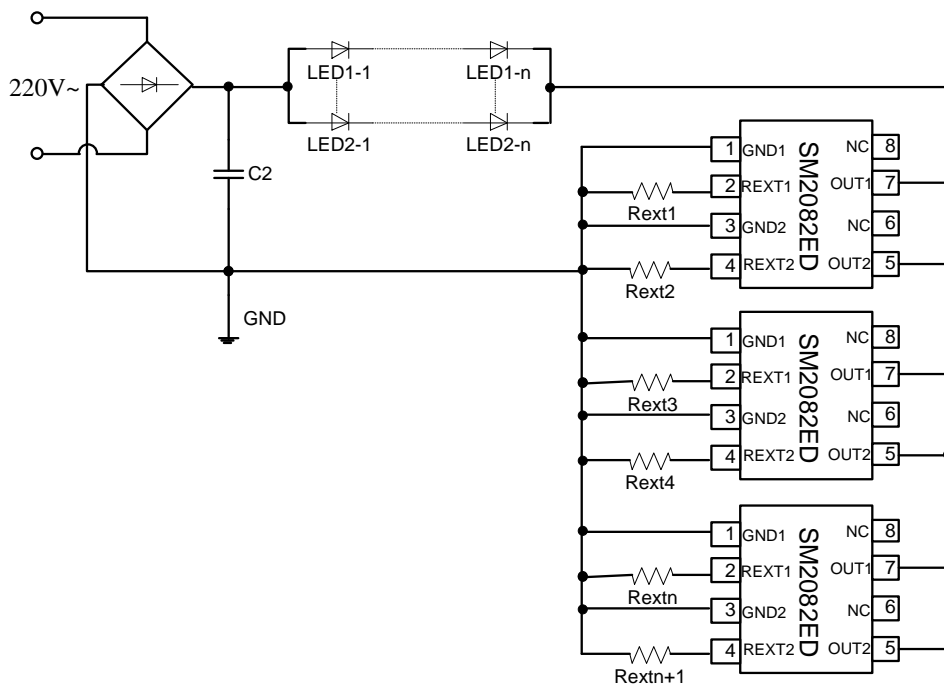 220V~
LED1-1
LED1-n
LED2-1
LED2-n
C2
GND
Rext1
Rext2
1 GND1
2 REXT1
3 GND2
4 REXT2
SM2082ED
NC 8
OUT1 7
NC 6
OUT2 5
Rext3
Rext4
1 GND1
2 REXT1
3 GND2
4 REXT2
SM2082ED
NC 8
OUT1 7
NC 6
OUT2 5
Rextn
Rextn+1
1 GND1
2 REXT1
3 GND2
4 REXT2
SM2082ED
NC 8
OUT1 7
NC 6
OUT2 5